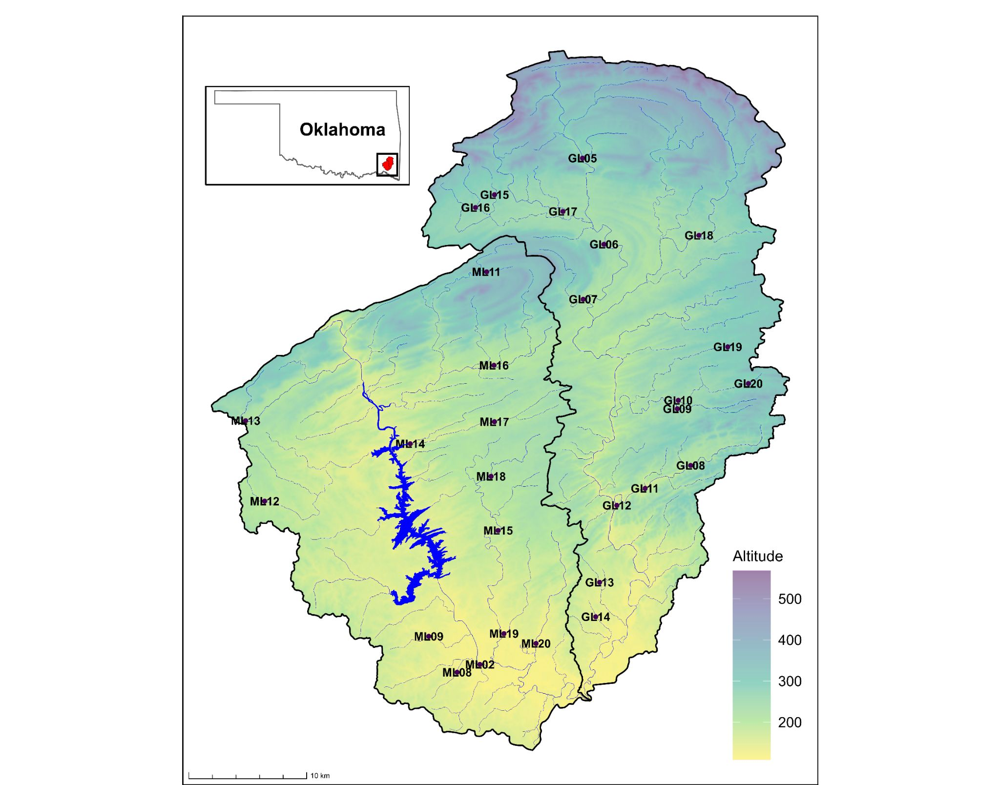 Oklahoma
GL05
GL15
GL16
GL17
GL18
GL06
ML11
GL07
GL19
ML16
GL20
GL10
GL09
ML13
ML17
ML14
GL08
ML18
GL11
ML12
GL12
ML15
Altitude
GL13
500
GL14
ML19
ML09
400
ML20
ML02
ML08
300
200
10 km